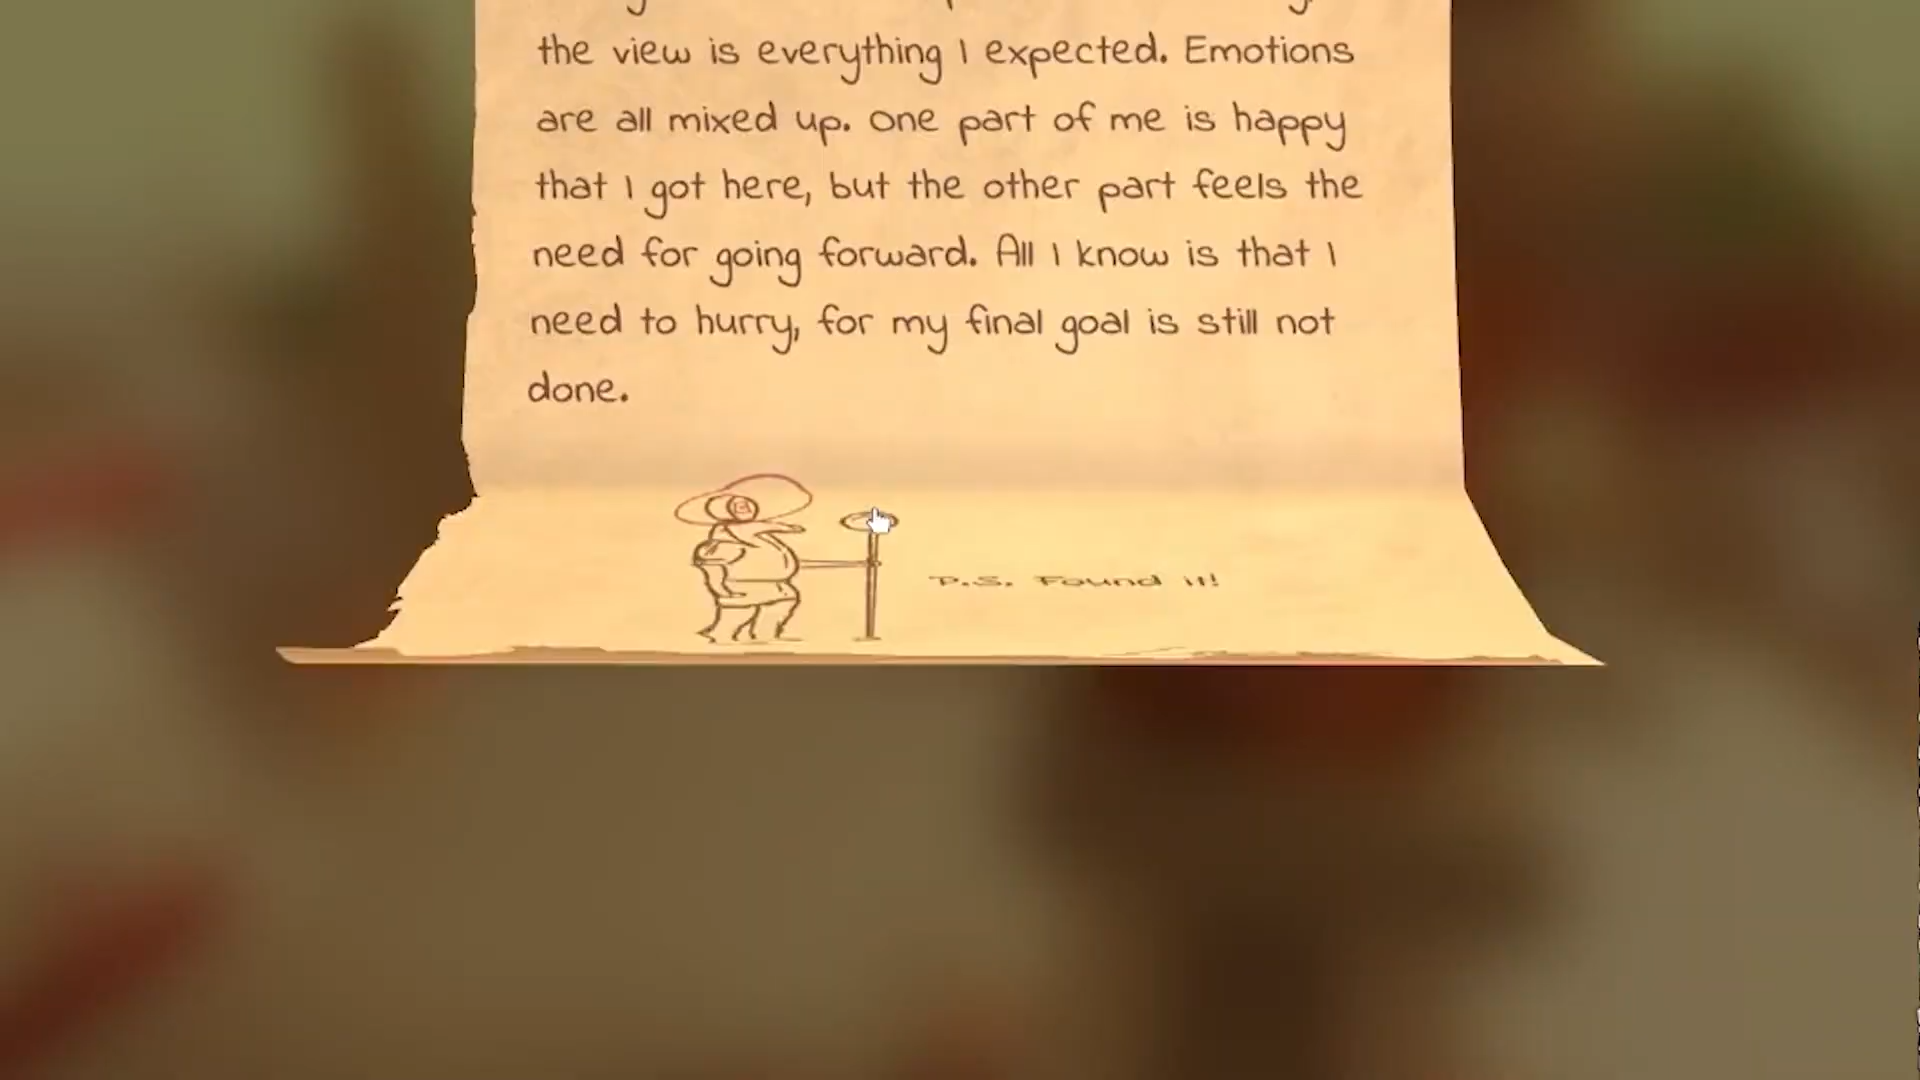 the view is everything I expected. Emotions
are all mixed up. One part of me is happy
that I got here, but the other part feels the
need for going forward. All I know is that I
need to hurry, for my final goal is still not
done.
P.S. Found it!